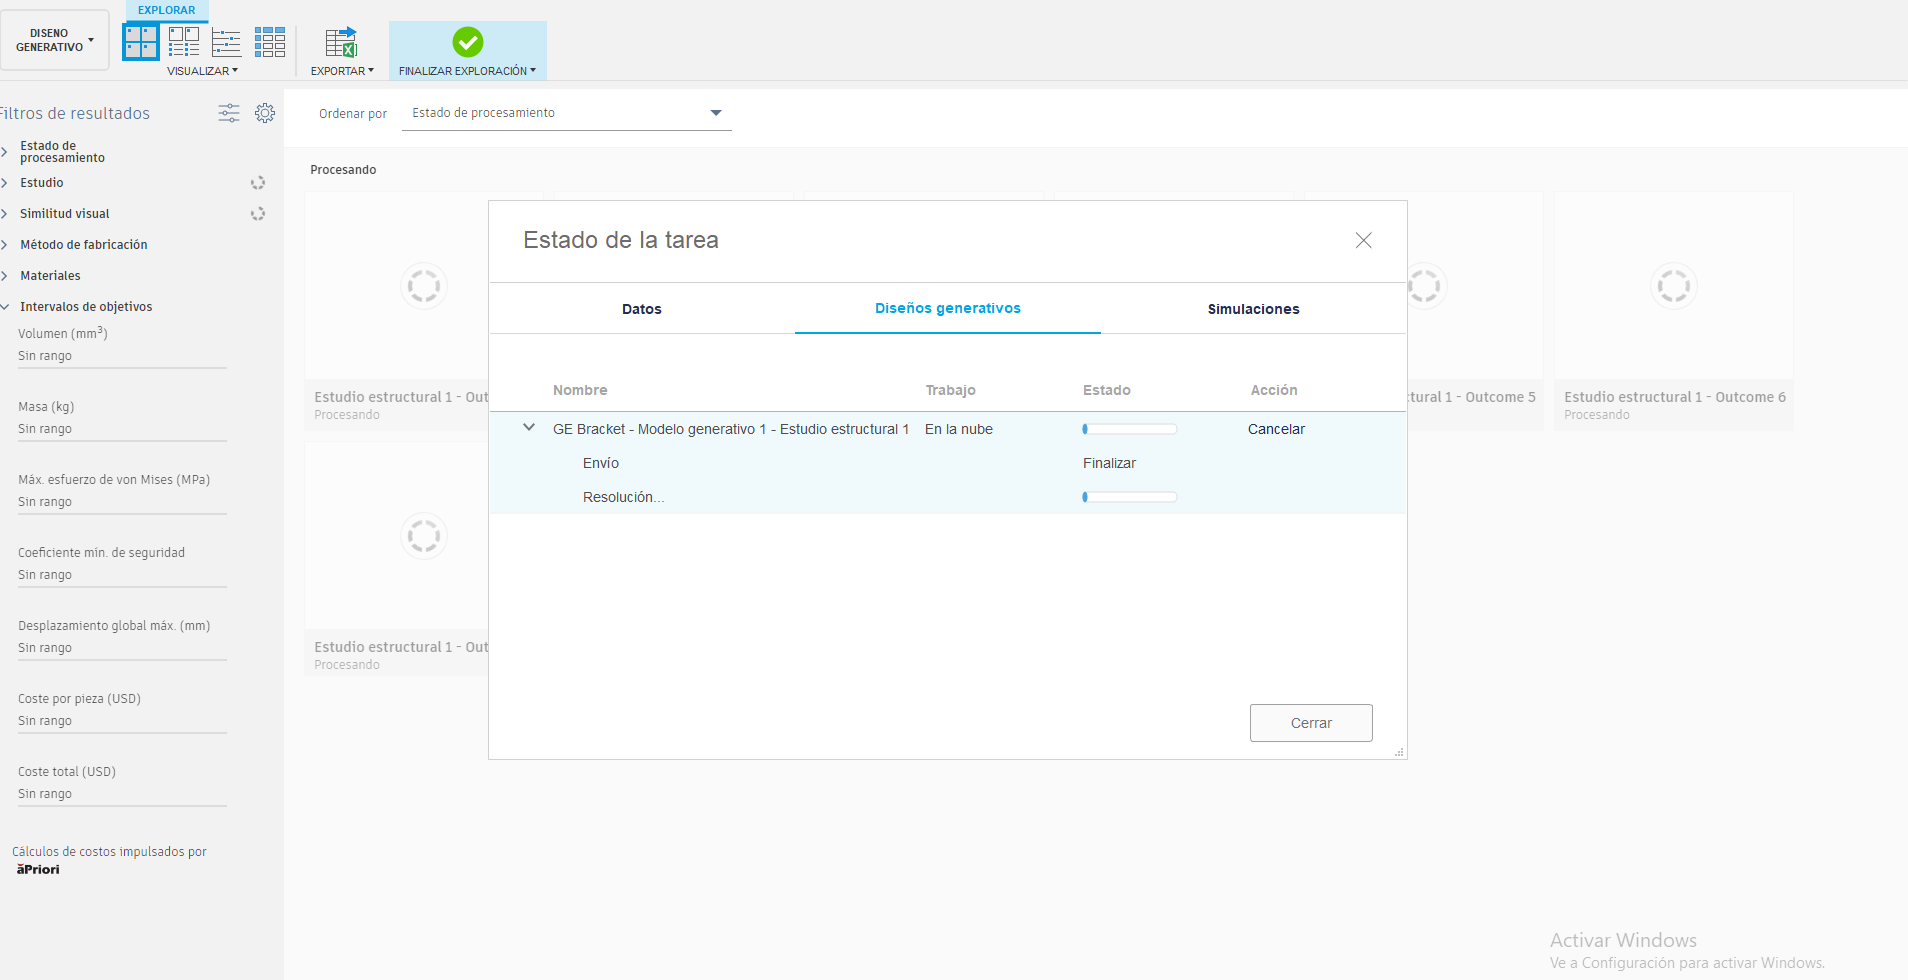 EXPLORAR
DISENO
GENERATIVO
VISUALIZAR
EXPORTAR
FINALIZAR EXPLORACIÓN
Filtros de resultados
Estado de
procesamiento
Estudio
Similitud visual
Método de fabricación
Materiales
Intervalos de objetivos
Volumen (mm³)
Sin rango
Masa (kg)
Sin rango
Máx. esfuerzo de von Mises (MPa)
Sin rango
Coeficiente mín. de seguridad
Sin rango
Desplazamiento global máx. (mm)
Sin rango
Coste por pieza (USD)
Sin rango
Coste total (USD)
Sin rango
Cálculos de costos impulsados por
ăPriori
Ordenar por Estado de procesamiento
Procesando
Estudio estructural 1 - Out
Procesando
tural 1 - Outcome 5
Estudio estructural 1 - Outcome 6
Procesando
Estudio estructural 1 - Out
Procesando
Estado de la tarea
Datos Diseños generativos Simulaciones
Nombre Trabajo Estado Acción
GE Bracket - Modelo generativo 1 - Estudio estructural 1 En la nube Cancelar
Envío Finalizar
Resolución...
Cerrar
Activar Windows
Ve a Configuración para activar Windows.